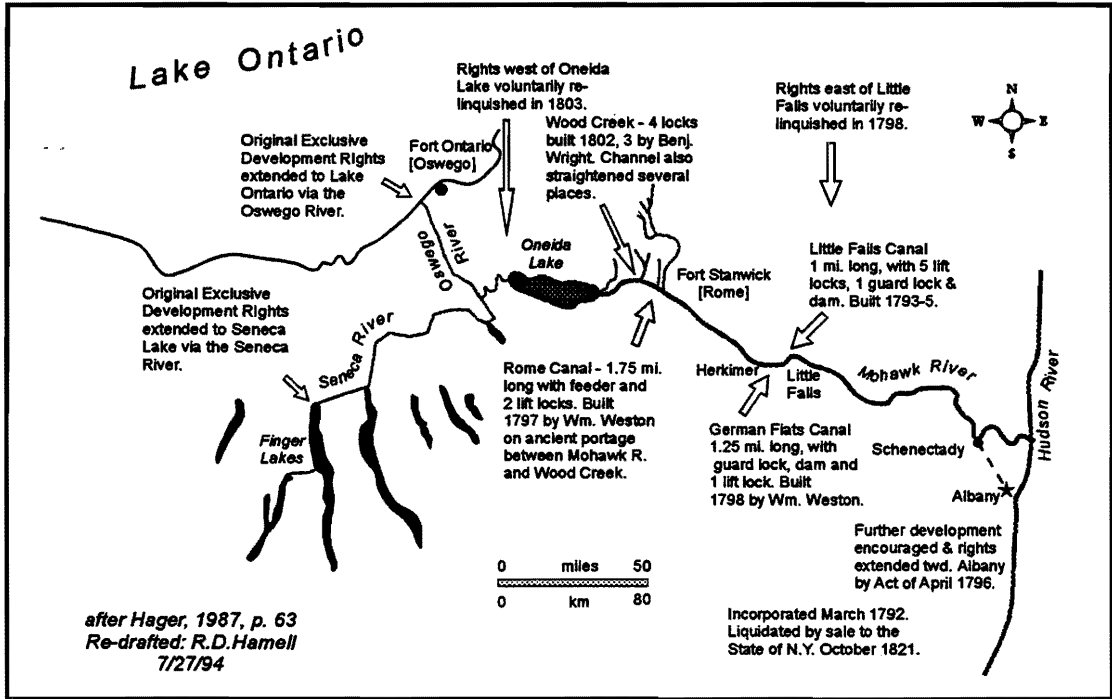 Lake Ontario
Rights west of Oneida
Lake voluntarily re-
linquished in 1803.
Rights east of Little
Falls voluntarily re-
linquished in 1798.
N
W
E
S
Original Exclusive
Development Rights
extended to Lake
Ontario via the
Oswego River.
Fort Ontario
[Oswego]
Wood Creek - 4 locks
built 1802, 3 by Benj.
Wright. Channel also
straightened several
places.
Oswego
River
Oneida
Lake
Fort Stanwick
[Rome]
Little Falls Canal
1 mi. long, with 5 lift
locks, 1 guard lock &
dam. Built 1793-5.
Original Exclusive
Development Rights
extended to Seneca
Lake via the Seneca
River.
Seneca River
Finger
Lakes
Rome Canal - 1.75 mi.
long with feeder and
2 lift locks. Built
1797 by Wm. Weston
on ancient portage
between Mohawk R.
and Wood Creek.
Herkimer
Little
Falls
Mohawk River
Hudson River
German Flats Canal
1.25 mi. long, with
guard lock, dam and
1 lift lock. Built
1798 by Wm. Weston.
Schenectady
Albany
Further development
encouraged & rights
extended twd. Albany
by Act of April 1796.
0 miles 50
0 km 80
Incorporated March 1792.
Liquidated by sale to the
State of N.Y. October 1821.
after Hager, 1987, p. 63
Re-drafted: R.D.Hamell
7/27/94